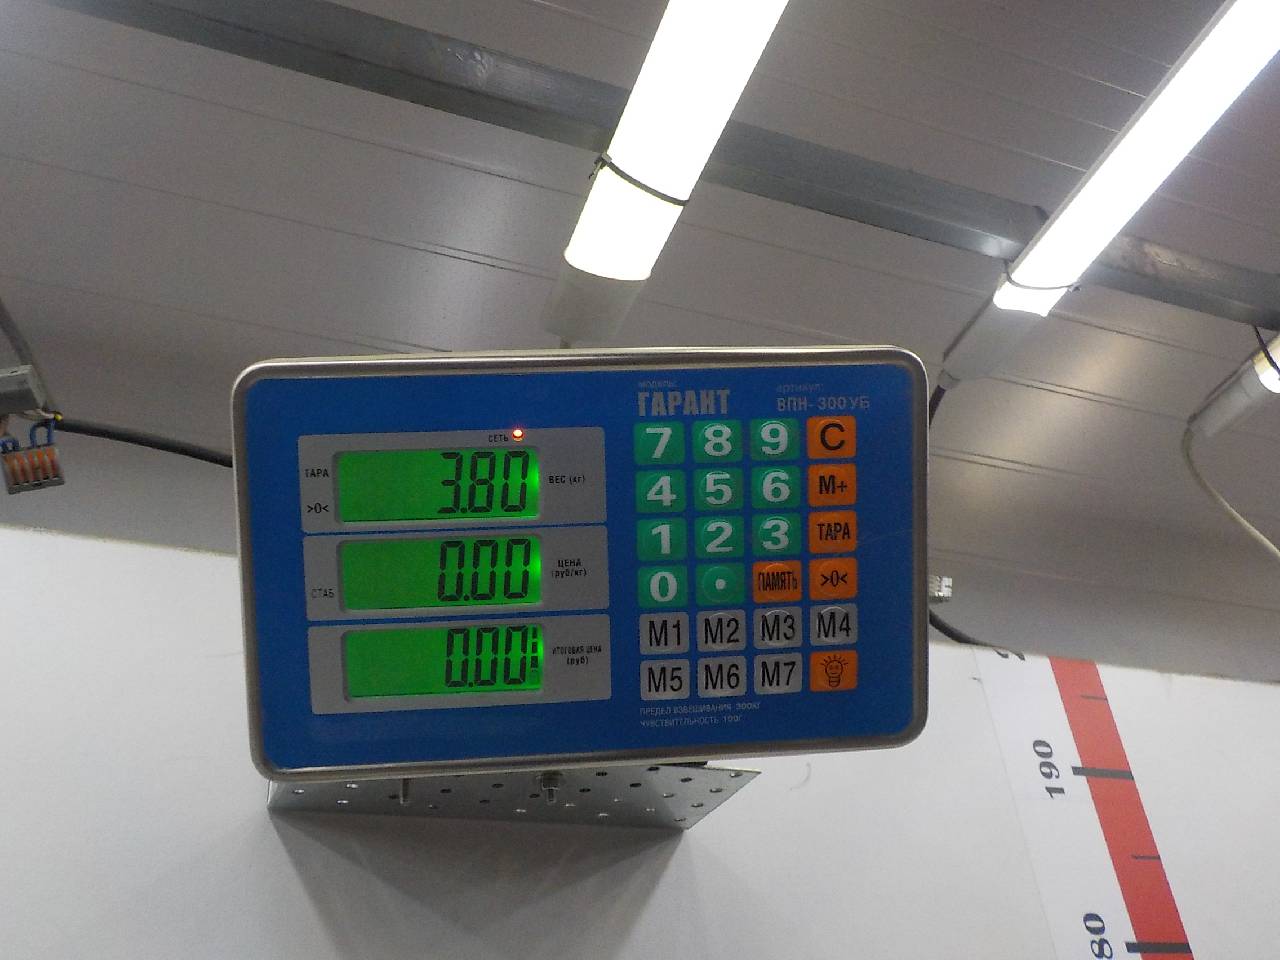 МОДЕЛЬ:
ГАРАНТ
артикул:
ВПН-300УБ
СЕТЬ
ТАРА
>0<
3.80
ВЕС (кг)
СТАБ
0.00
ЦЕНА
(руб/кг)
0.00
ИТОГОВАЯ ЦЕНА
(руб)
7 8 9 C
4 5 6 M+
1 2 3 ТАРА
0 . ПАМЯТЬ >0<
M1 M2 M3 M4
M5 M6 M7
ПРЕДЕЛ ВЗВЕШИВАНИЯ 300КГ
ЧУВСТВИТЕЛЬНОСТЬ 100Г
190
80